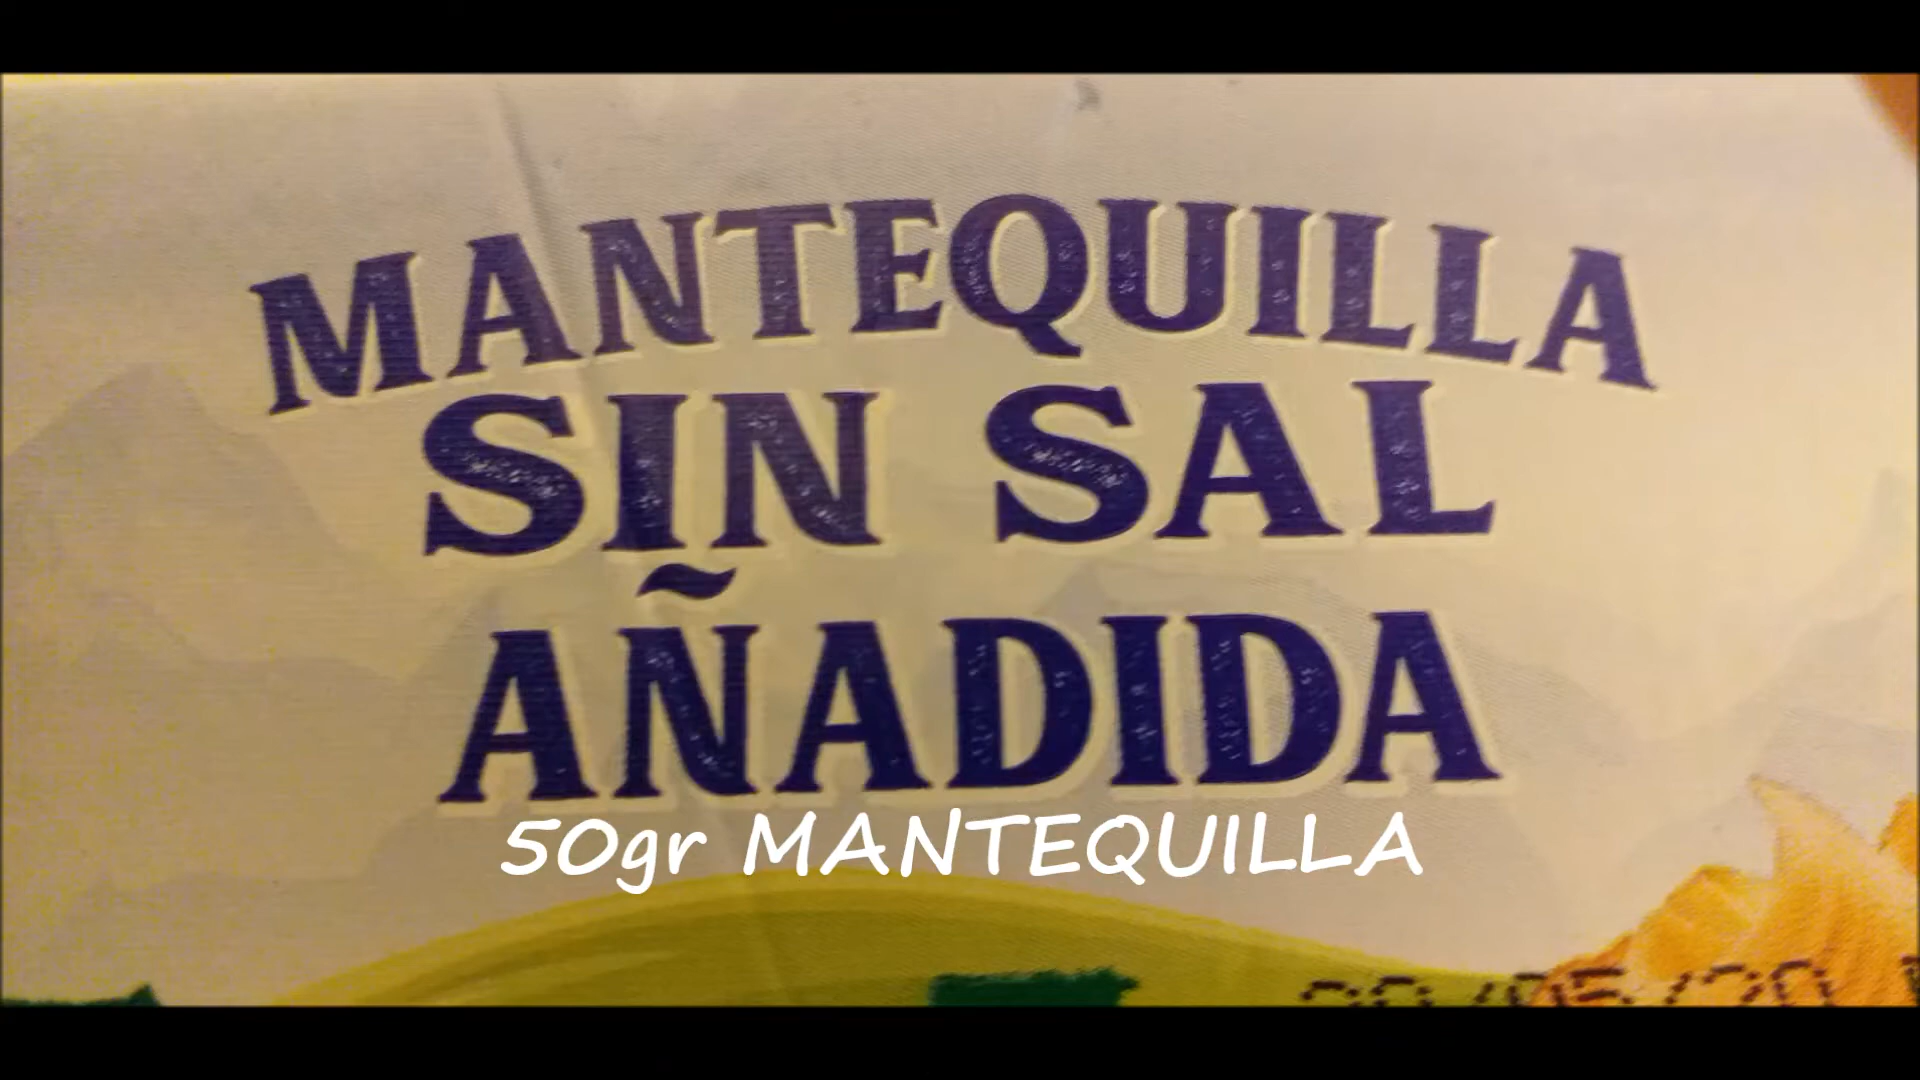 MANTEQUILLA
SIN SAL
AÑADIDA
50gr MANTEQUILLA